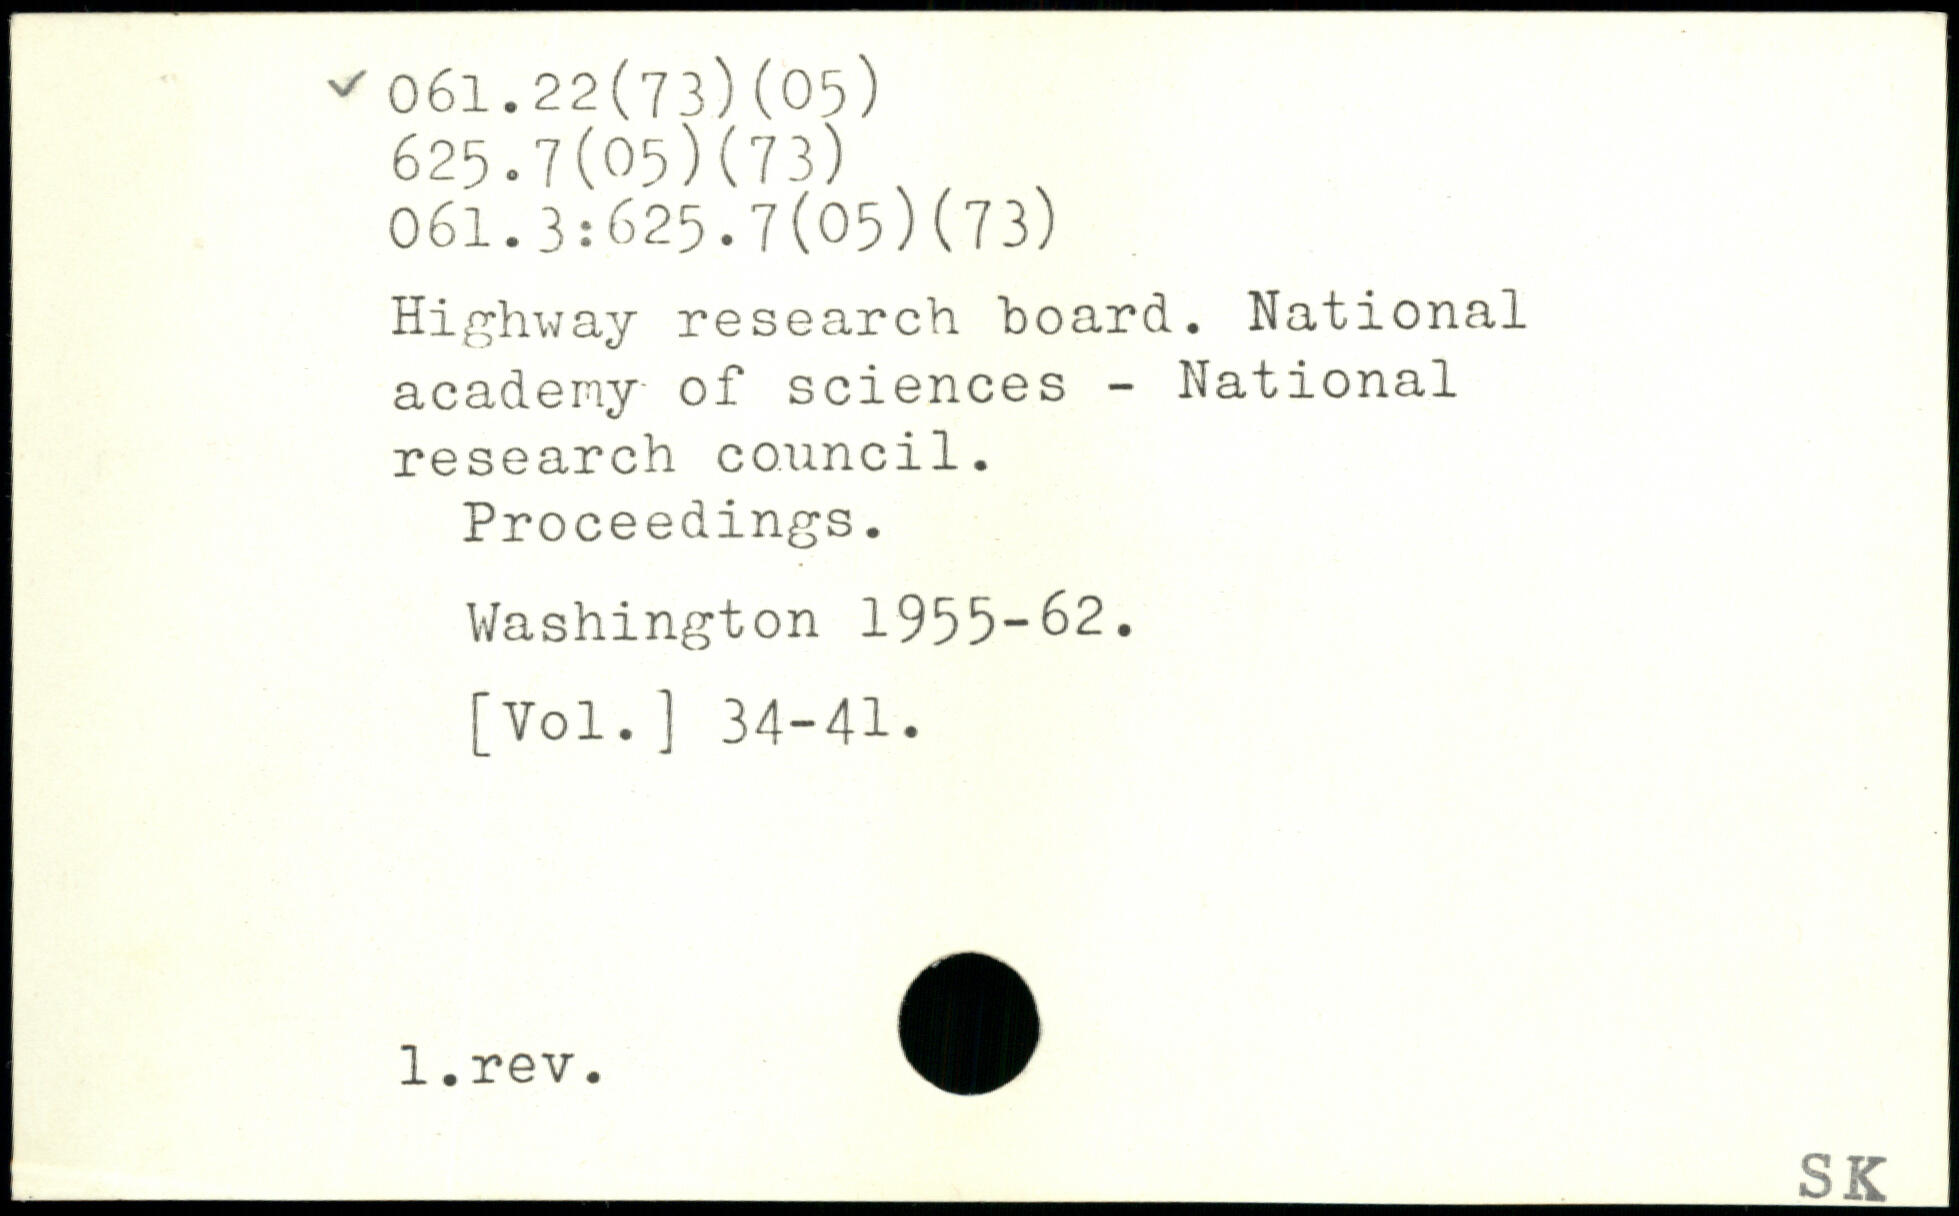 ✓ 061.22(73)(05)
625.7(05)(73)
061.3:625.7(05)(73)
Highway research board. National
academy of sciences - National
research council.
Proceedings.
Washington 1955-62.
[Vol.] 34-41.
1.rev.
SK